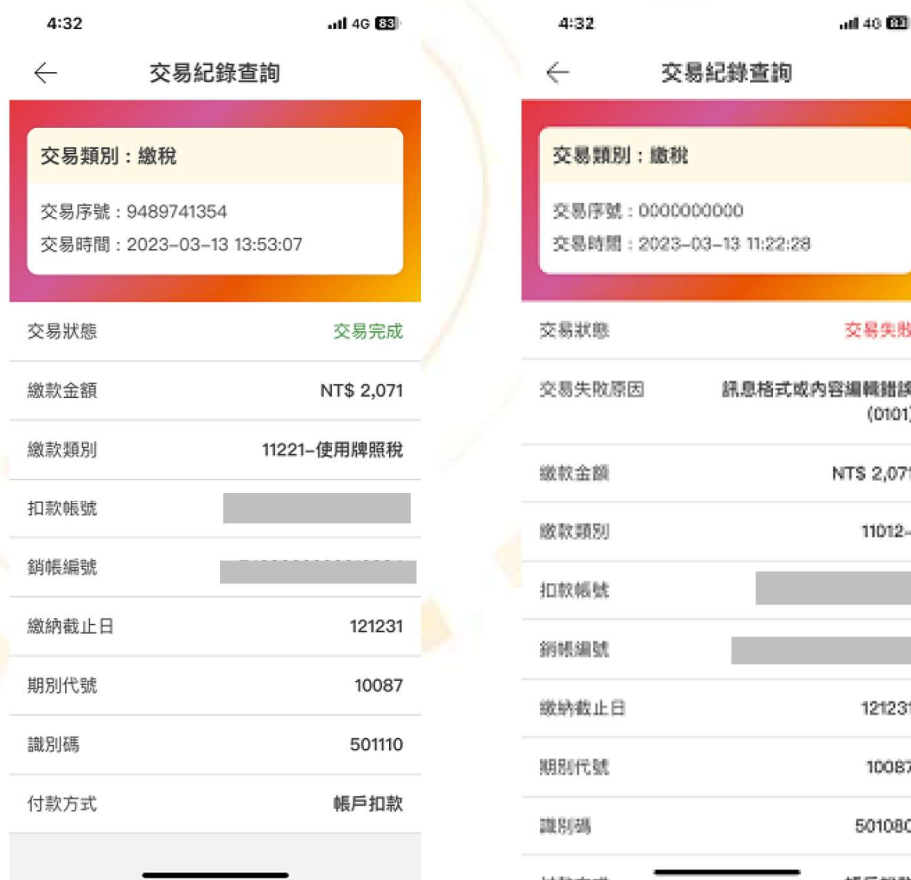 4:32
4G 83
交易紀錄查詢
交易類別：繳稅
交易序號：9489741354
交易時間：2023-03-13 13:53:07
交易狀態 交易完成
繳款金額 NT$ 2,071
繳款類別 11221-使用牌照稅
扣款帳號
銷帳編號
繳納截止日 121231
期別代號 10087
識別碼 501110
付款方式 帳戶扣款
4:32
4G
交易紀錄查詢
交易類別：繳稅
交易序號：0000000000
交易時間：2023-03-13 11:22:28
交易狀態 交易失敗
交易失敗原因 訊息格式或內容編輯錯誤
(0101)
繳款金額 NT$ 2,071
繳款類別 11012-
扣款帳號
銷帳編號
繳納截止日 121231
期別代號 10087
識別碼 501080